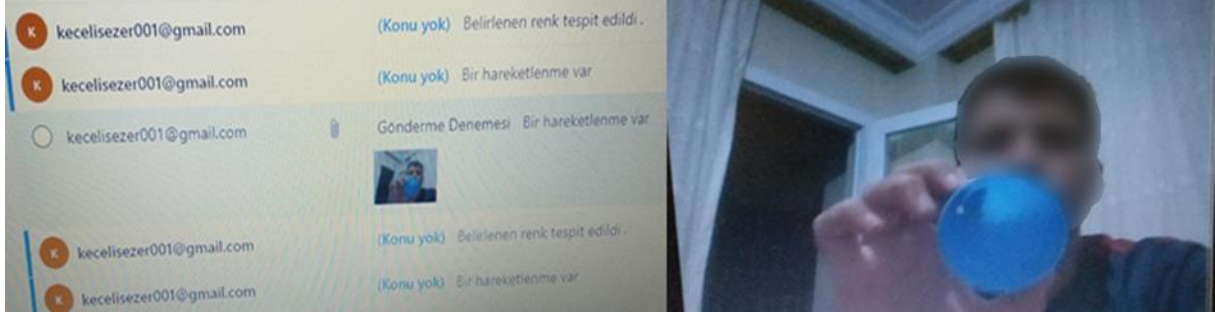 K kecelisezer001@gmail.com (Konu yok) Belirlenen renk tespit edildi.
K kecelisezer001@gmail.com (Konu yok) Bir hareketlenme var
kecelisezer001@gmail.com Gönderme Denemesi Bir hareketlenme var
K kecelisezer001@gmail.com (Konu yok) Belirlenen renk tespit edildi.
K kecelisezer001@gmail.com (Konu yok) Bir hareketlenme var